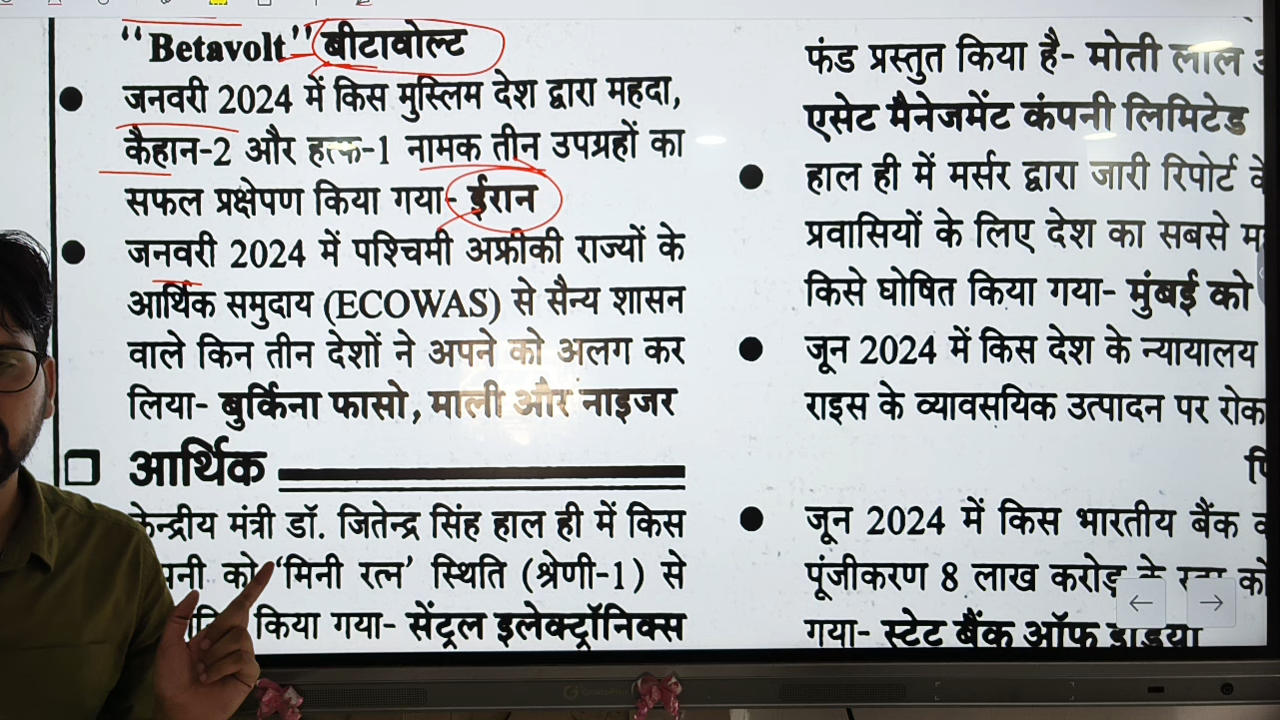 “Betavolt” बीटावोल्ट
● जनवरी 2024 में किस मुस्लिम देश द्वारा महदा,
कैहान-2 और हत्फ-1 नामक तीन उपग्रहों का
सफल प्रक्षेपण किया गया- ईरान
● जनवरी 2024 में पश्चिमी अफ्रीकी राज्यों के
आर्थिक समुदाय (ECOWAS) से सैन्य शासन
वाले किन तीन देशों ने अपने को अलग कर
लिया- बुर्किना फासो, माली और नाइजर
आर्थिक
केन्द्रीय मंत्री डॉ. जितेन्द्र सिंह हाल ही में किस
को ‘मिनी रत्न’ स्थिति (श्रेणी-1) से
किया गया- सेंट्रल इलेक्ट्रॉनिक्स
फंड प्रस्तुत किया है- मोती लाल
एसेट मैनेजमेंट कंपनी लिमिटेड
● हाल ही में मर्सर द्वारा जारी रिपोर्ट
प्रवासियों के लिए देश का सबसे
किसे घोषित किया गया- मुंबई को
● जून 2024 में किस देश के न्यायालय
राइस के व्यावसयिक उत्पादन पर रोक
● जून 2024 में किस भारतीय बैंक
पूंजीकरण 8 लाख करोड़ के
गया- स्टेट बैंक ऑफ इंडिया